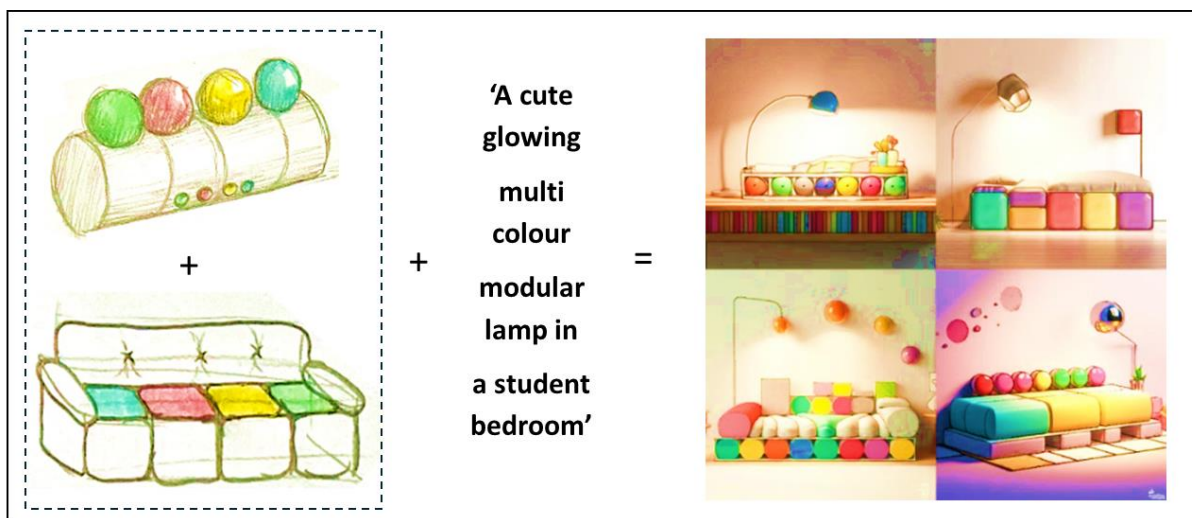 +
+
‘A cute
glowing
multi
colour
modular
lamp in
a student
bedroom’
=